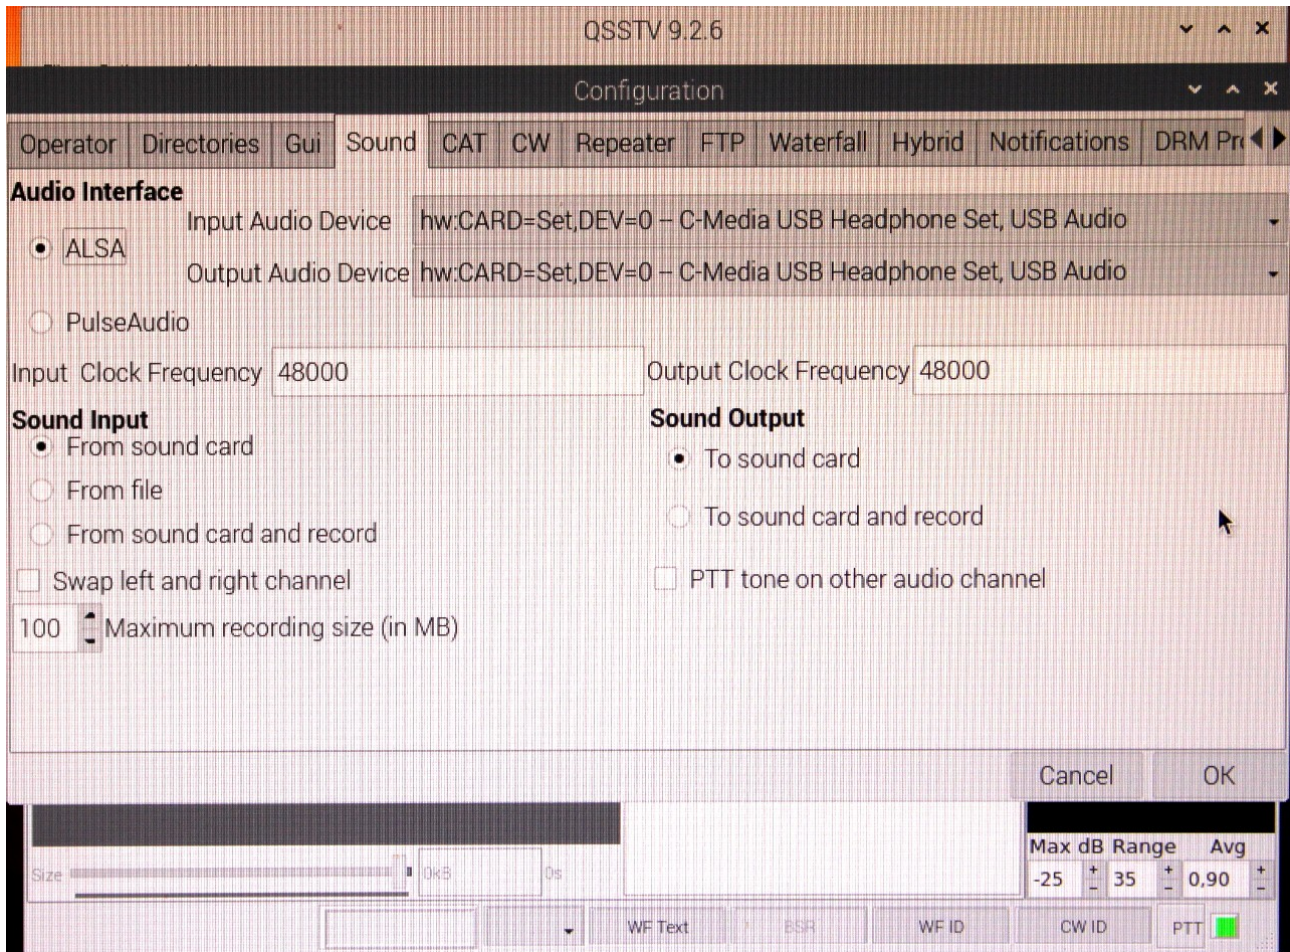 QSSTV 9.2.6
Configuration
Operator Directories Gui Sound CAT CW Repeater FTP Waterfall Hybrid Notifications DRM Pr
Audio Interface
Input Audio Device hw:CARD=Set,DEV=0 – C-Media USB Headphone Set, USB Audio
ALSA
Output Audio Device hw:CARD=Set,DEV=0 – C-Media USB Headphone Set, USB Audio
PulseAudio
Input Clock Frequency 48000 Output Clock Frequency 48000
Sound Input Sound Output
From sound card To sound card
From file
From sound card and record To sound card and record
Swap left and right channel PTT tone on other audio channel
100 Maximum recording size (in MB)
Cancel OK
Max dB Range Avg
Size 0kB 0s -25 35 0,90
WF Text BSR WF ID CW ID PTT